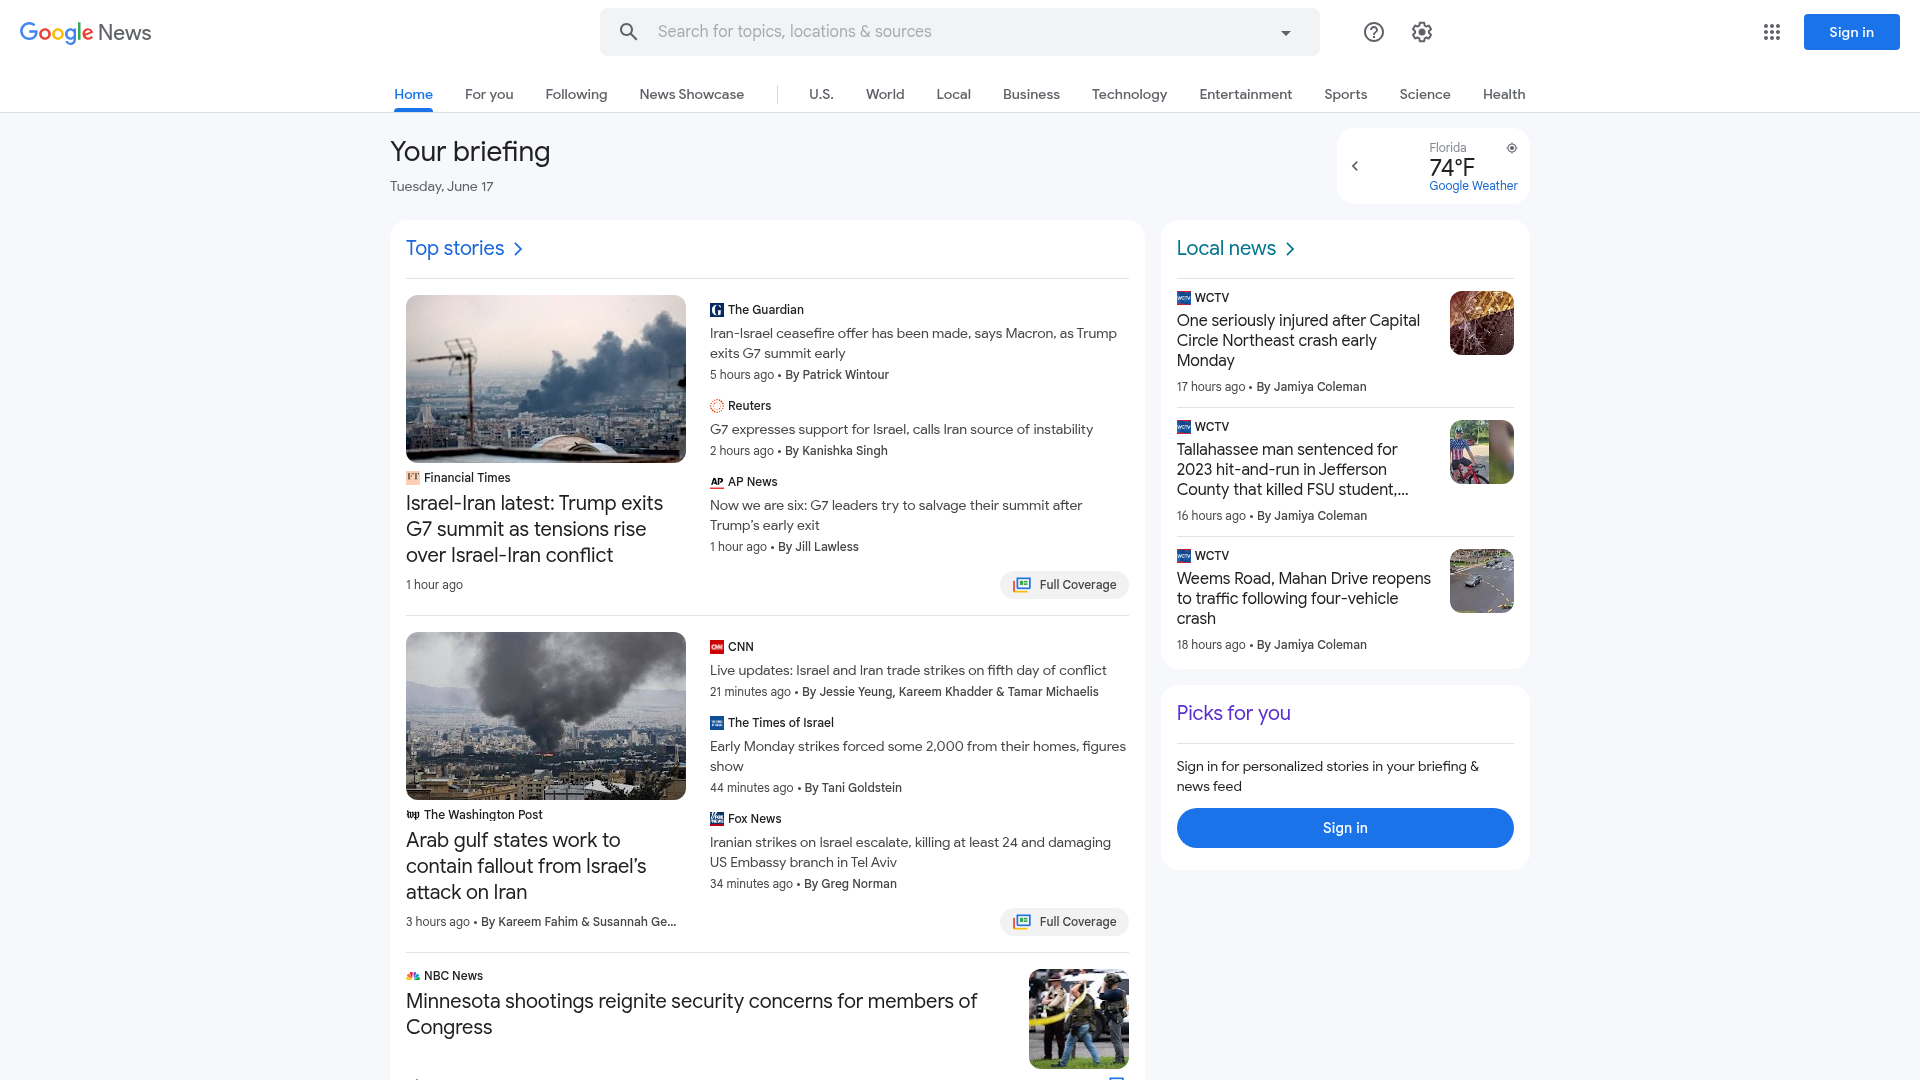 Google News
Search for topics, locations & sources
Sign in
Home
For you
Following
News Showcase
U.S.
World
Local
Business
Technology
Entertainment
Sports
Science
Health
Your briefing
Tuesday, June 17
Florida
74°F
Google Weather
Top stories
Financial Times
Israel-Iran latest: Trump exits
G7 summit as tensions rise
over Israel-Iran conflict
1 hour ago
The Guardian
Iran-Israel ceasefire offer has been made, says Macron, as Trump
exits G7 summit early
5 hours ago • By Patrick Wintour
Reuters
G7 expresses support for Israel, calls Iran source of instability
2 hours ago • By Kanishka Singh
AP AP News
Now we are six: G7 leaders try to salvage their summit after
Trump’s early exit
1 hour ago • By Jill Lawless
Full Coverage
The Washington Post
Arab gulf states work to
contain fallout from Israel’s
attack on Iran
3 hours ago • By Kareem Fahim & Susannah Ge...
CNN
Live updates: Israel and Iran trade strikes on fifth day of conflict
21 minutes ago • By Jessie Yeung, Kareem Khadder & Tamar Michaelis
The Times of Israel
Early Monday strikes forced some 2,000 from their homes, figures
show
44 minutes ago • By Tani Goldstein
Fox News
Iranian strikes on Israel escalate, killing at least 24 and damaging
US Embassy branch in Tel Aviv
34 minutes ago • By Greg Norman
Full Coverage
NBC News
Minnesota shootings reignite security concerns for members of
Congress
Local news
WCTV
One seriously injured after Capital
Circle Northeast crash early
Monday
17 hours ago • By Jamiya Coleman
WCTV
Tallahassee man sentenced for
2023 hit-and-run in Jefferson
County that killed FSU student,...
16 hours ago • By Jamiya Coleman
WCTV
Weems Road, Mahan Drive reopens
to traffic following four-vehicle
crash
18 hours ago • By Jamiya Coleman
Picks for you
Sign in for personalized stories in your briefing &
news feed
Sign in